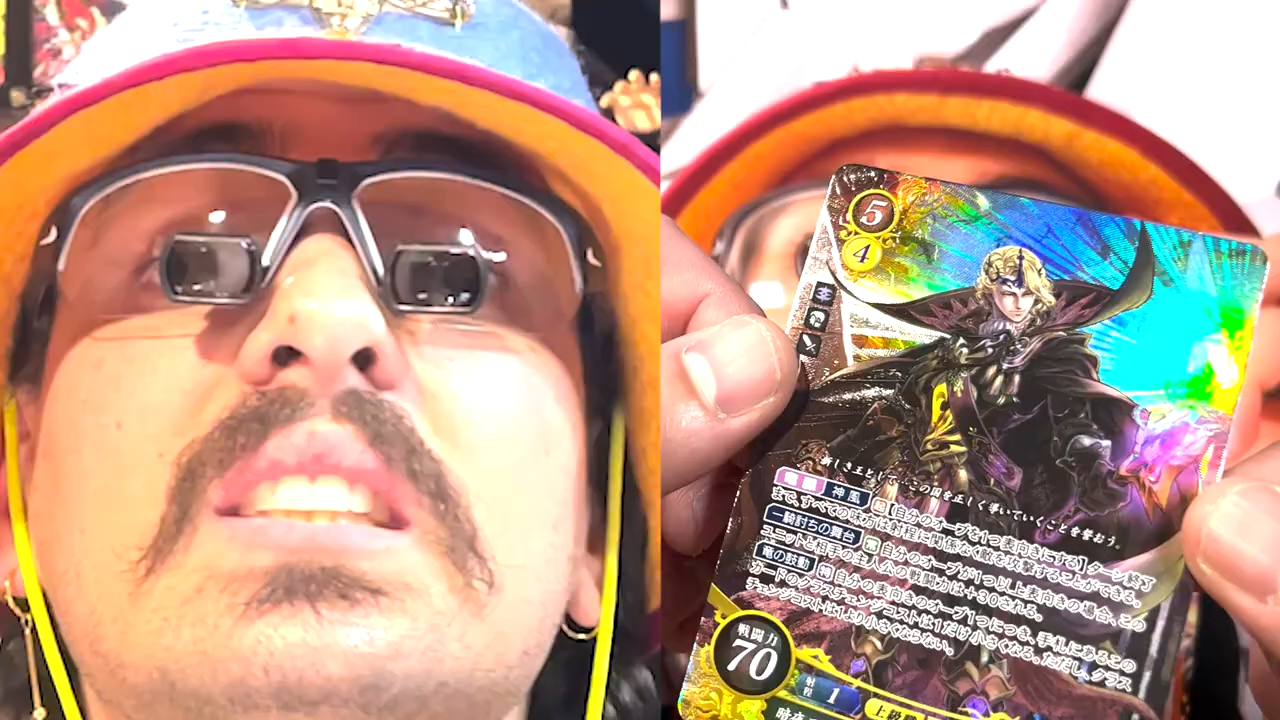 5
4
新しき王として、この国を正しく導いていくことを誓おう。
神風 【自分のオーブを1つ裏向きにする】ターン終了
まで、すべての味方は射程に関係なく敵を攻撃することができる。
一騎討ちの舞台 自分のオーブが1つ以上裏向きの場合、この
ユニットと相手の主人公の戦闘力は+30される。
竜の鼓動 特 自分の裏向きのオーブ1つにつき、手札にあるこの
カードのクラスチェンジコストは1だけ小さくなる。ただし、クラス
チェンジコストは1より小さくならない。
戦闘力
70
射程 1
上級職
暗夜